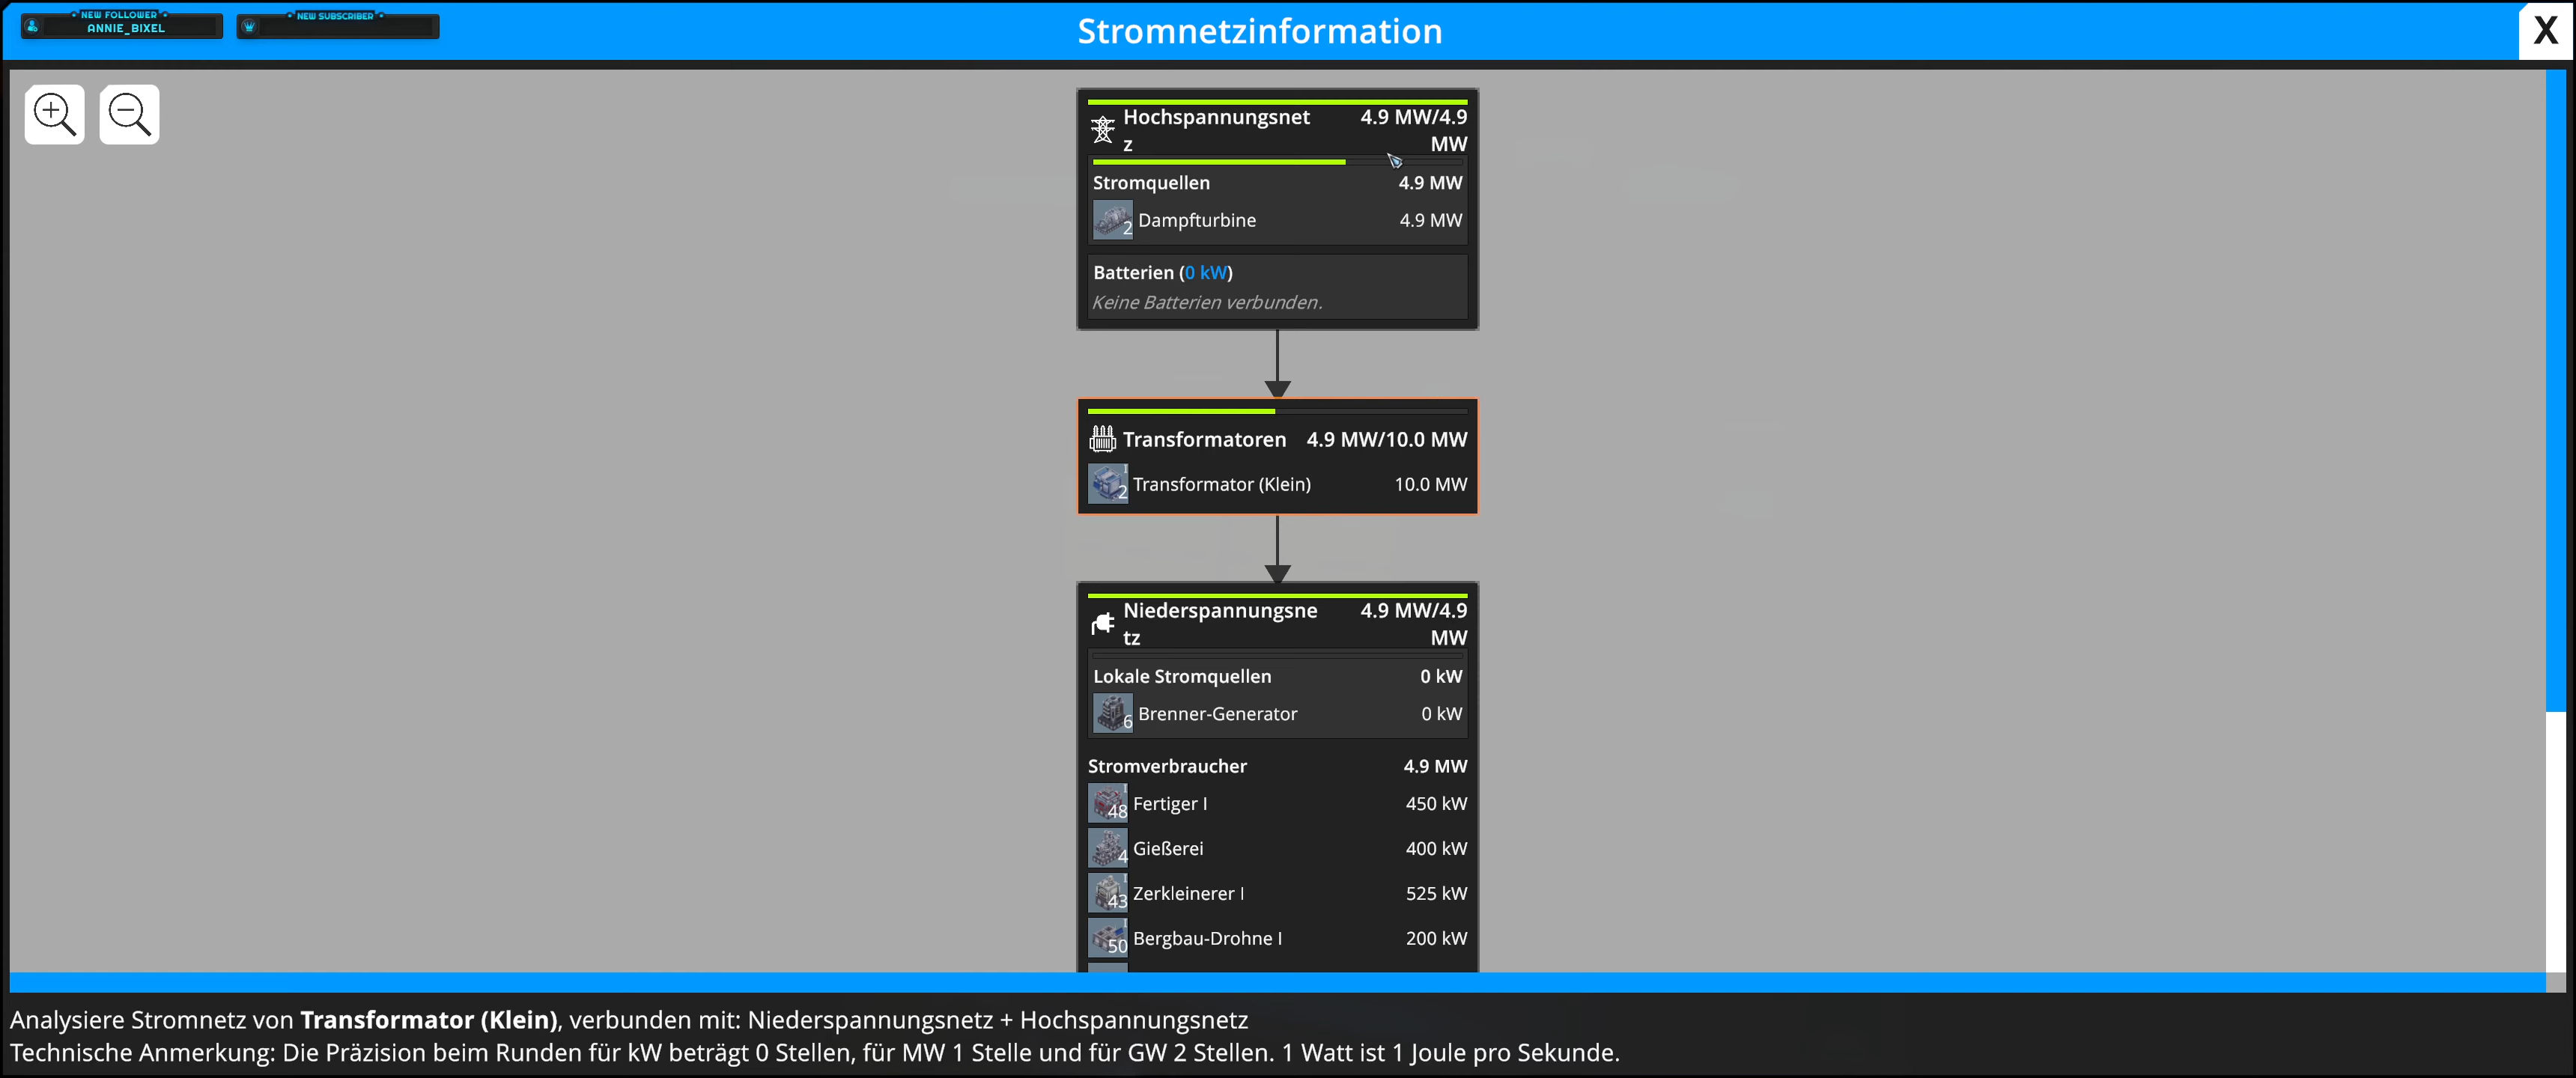 NEW FOLLOWER
ANNIE_BIXEL
NEW SUBSCRIBER
Stromnetzinformation
X
Hochspannungsnet 4.9 MW/4.9
z MW
Stromquellen 4.9 MW
2 Dampfturbine 4.9 MW
Batterien (0 kW)
Keine Batterien verbunden.
Transformatoren 4.9 MW/10.0 MW
I
2 Transformator (Klein) 10.0 MW
Niederspannungsne 4.9 MW/4.9
tz MW
Lokale Stromquellen 0 kW
6 Brenner-Generator 0 kW
Stromverbraucher 4.9 MW
I
48 Fertiger I 450 kW
4 Gießerei 400 kW
I
43 Zerkleinerer I 525 kW
I
50 Bergbau-Drohne I 200 kW
Analysiere Stromnetz von Transformator (Klein), verbunden mit: Niederspannungsnetz + Hochspannungsnetz
Technische Anmerkung: Die Präzision beim Runden für kW beträgt 0 Stellen, für MW 1 Stelle und für GW 2 Stellen. 1 Watt ist 1 Joule pro Sekunde.